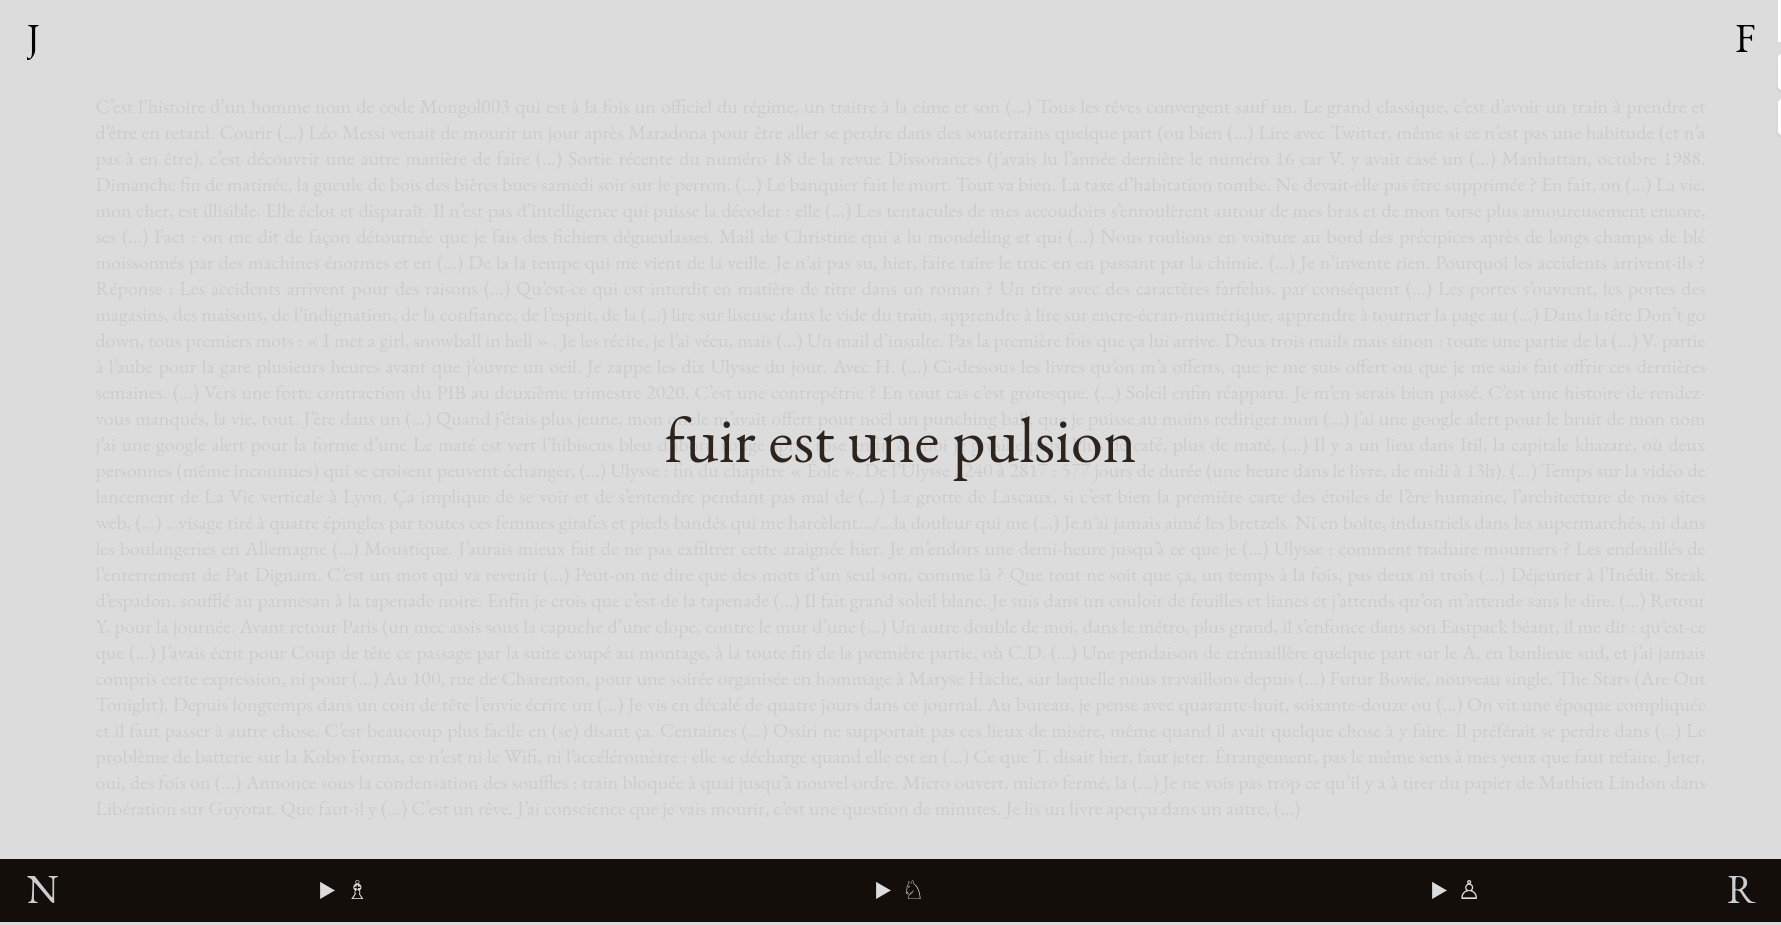 J
F
C'est l'histoire d'un homme nom de code Mongol003 qui est à la fois un officiel du régime, un traître à la cime et son (...) Tous les rêves convergent sauf un. Le grand classique, c'est d'avoir un train à prendre et
d'être en retard. Courir (...) Léo Messi venait de mourir un jour après Maradona pour être aller se perdre dans des souterrains quelque part (ou bien (...) Lire avec Twitter, même si ce n'est pas une habitude (et n'a
pas à en être), c'est découvrir une autre manière de faire (...) Sortie récente du numéro 18 de la revue Dissonances (j'avais lu l'année dernière le numéro 16 car V. y avait casé un (...) Manhattan, octobre 1988.
Dimanche fin de matinée, la gueule de bois des bières bues samedi soir sur le perron. (...) Le banquier fait le mort. Tout va bien. La taxe d'habitation tombe. Ne devait-elle pas être supprimée ? En fait, on (...) La vie,
mon cher, est illisible. Elle éclot et disparaît. Il n'est pas d'intelligence qui puisse la décoder : elle (...) Les tentacules de mes accoudoirs s'enroulèrent autour de mes bras et de mon torse plus amoureusement encore,
ses (...) Fact : on me dit de façon détournée que je fais des fichiers dégueulasses. Mail de Christine qui a lu mondeling et qui (...) Nous roulions en voiture au bord des précipices après de longs champs de blé
moissonnés par des machines énormes et en (...) De la la tempe qui me vient de la veille. Je n'ai pas su, hier, faire taire le truc en en passant par la chimie. (...) Je n'invente rien. Pourquoi les accidents arrivent-ils ?
Réponse : Les accidents arrivent pour des raisons (...) Qu'est-ce qui est interdit en matière de titre dans un roman ? Un titre avec des caractères farfelus, par conséquent (...) Les portes s'ouvrent, les portes des
magasins, des maisons, de l'indignation, de la confiance, de l'esprit, de la (...) lire sur liseuse dans le vide du train, apprendre à lire sur encre-écran-numérique, apprendre à tourner la page au (...) Dans la tête Don't go
down, tous premiers mots : « I met a girl, snowball in hell » . Je les récite, je l'ai vécu, mais (...) Un mail d'insulte. Pas la première fois que ça lui arrive. Deux trois mails mais sinon : toute une partie de la (...) V. partie
à l'aube pour la gare plusieurs heures avant que j'ouvre un oeil. Je zappe les dix Ulysse du jour. Avec H. (...) Ci-dessous les livres qu'on m'a offerts, que je me suis offert ou que je me suis fait offrir ces dernières
semaines. (...) Vers une forte contraction du PIB au deuxième trimestre 2020. C'est une contrepétrie ? En tout cas c'est grotesque. (...) Soleil enfin réapparu. Je m'en serais bien passé. C'est une histoire de rendez-
vous manqués, la vie, tout. J'ère dans un (...) Quand j'étais plus jeune, mon oncle m'avait offert pour noël un punching ball que je puisse au moins rediriger mon (...) j'ai une google alert pour le bruit de mon nom
fuir est une pulsion
j'ai une google alert pour la forme d'une Le maté est vert l'hibiscus bleu café, plus de maté, (...) Il y a un lieu dans Itil, la capitale khazare, où deux
personnes (même inconnues) qui se croisent peuvent échanger, (...) Ulysse : fin du chapitre « Eole ». De l'Ulysse 2240 à 2817 : 577 jours de durée (une heure dans le livre, de midi à 13h). (...) Temps sur la vidéo de
lancement de La Vie verticale à Lyon. Ça implique de se voir et de s'entendre pendant pas mal de (...) La grotte de Lascaux, si c'est bien la première carte des étoiles de l'ère humaine, l'architecture de nos sites
web, (...) ...visage tiré à quatre épingles par toutes ces femmes girafes et pieds bandés qui me harcèlent.../...la douleur qui me (...) Je n'ai jamais aimé les bretzels. Ni en boîte, industriels dans les supermarchés, ni dans
les boulangeries en Allemagne (...) Moustique. J'aurais mieux fait de ne pas exfiltrer cette araignée hier. Je m'endors une demi-heure jusqu'à ce que je (...) Ulysse : comment traduire mourners ? Les endeuillés de
l'enterrement de Pat Dignam. C'est un mot qui va revenir (...) Peut-on ne dire que des mots d'un seul son, comme là ? Que tout ne soit que ça, un temps à la fois, pas deux ni trois (...) Déjeuner à l'Inédit. Steak
d'espadon, soufflé au parmesan à la tapenade noire. Enfin je crois que c'est de la tapenade (...) Il fait grand soleil blanc. Je suis dans un couloir de feuilles et lianes et j'attends qu'on m'attende sans le dire. (...) Retour
Y. pour la journée. Avant retour Paris (un mec assis sous la capuche d'une clope, contre le mur d'une (...) Un autre double de moi, dans le métro, plus grand, il s'enfonce dans son Eastpack béant, il me dit : qu'est-ce
que (...) J'avais écrit pour Coup de tête ce passage par la suite coupé au montage, à la toute fin de la première partie, où C.D. (...) Une pendaison de crémaillère quelque part sur le A, en banlieue sud, et j'ai jamais
compris cette expression, ni pour (...) Au 100, rue de Charenton, pour une soirée organisée en hommage à Maryse Hache, sur laquelle nous travaillons depuis (...) Futur Bowie, nouveau single, The Stars (Are Out
Tonight). Depuis longtemps dans un coin de tête l'envie écrire un (...) Je vis en décalé de quatre jours dans ce journal. Au bureau, je pense avec quarante-huit, soixante-douze ou (...) On vit une époque compliquée
et il faut passer à autre chose. C'est beaucoup plus facile en (se) disant ça. Centaines (...) Ossiri ne supportait pas ces lieux de misère, même quand il avait quelque chose à y faire. Il préférait se perdre dans (...) Le
problème de batterie sur la Kobo Forma, ce n'est ni le Wifi, ni l'accéléromètre : elle se décharge quand elle est en (...) Ce que T. disait hier, faut jeter. Étrangement, pas le même sens à mes yeux que faut refaire. Jeter,
oui, des fois on (...) Annonce sous la condensation des souffles : train bloquée à quai jusqu'à nouvel ordre. Micro ouvert, micro fermé, la (...) Je ne vois pas trop ce qu'il y a à tirer du papier de Mathieu Lindon dans
Libération sur Guyotat. Que faut-il y (...) C'est un rêve. J'ai conscience que je vais mourir, c'est une question de minutes. Je lis un livre aperçu dans un autre, (...)
N ▶ ♗ ▶ ♘ ▶ ♙ R